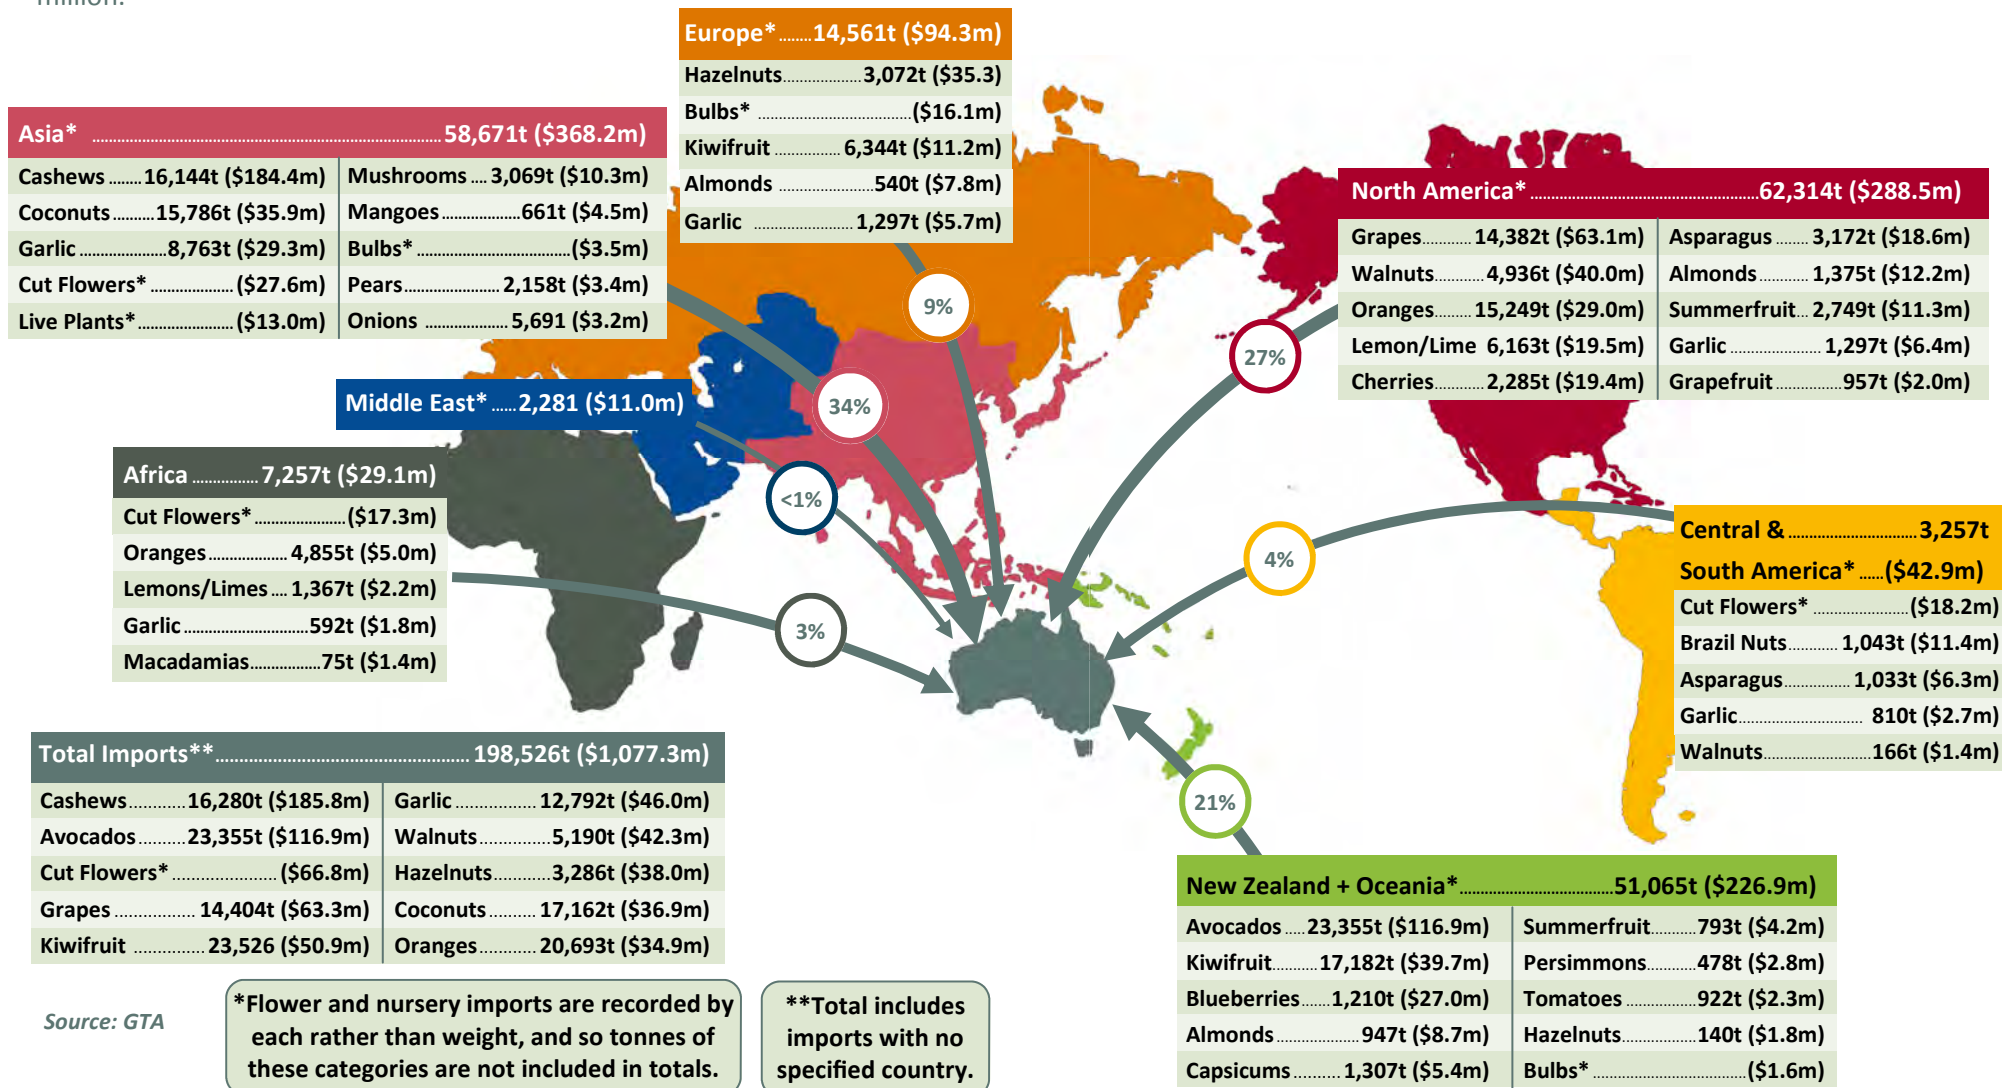 million.
Europe* 14,561t ($94.3m)
Hazelnuts 3,072t ($35.3)
Bulbs* ($16.1m)
Kiwifruit 6,344t ($11.2m)
Almonds 540t ($7.8m)
Garlic 1,297t ($5.7m)
Asia* 58,671t ($368.2m)
Cashews 16,144t ($184.4m)
Coconuts 15,786t ($35.9m)
Garlic 8,763t ($29.3m)
Cut Flowers* ($27.6m)
Live Plants* ($13.0m)
Mushrooms 3,069t ($10.3m)
Mangoes 661t ($4.5m)
Bulbs* ($3.5m)
Pears 2,158t ($3.4m)
Onions 5,691 ($3.2m)
North America* 62,314t ($288.5m)
Grapes 14,382t ($63.1m)
Walnuts 4,936t ($40.0m)
Oranges 15,249t ($29.0m)
Lemon/Lime 6,163t ($19.5m)
Cherries 2,285t ($19.4m)
Asparagus 3,172t ($18.6m)
Almonds 1,375t ($12.2m)
Summerfruit 2,749t ($11.3m)
Garlic 1,297t ($6.4m)
Grapefruit 957t ($2.0m)
9%
27%
34%
Middle East* 2,281 ($11.0m)
<1%
Africa 7,257t ($29.1m)
Cut Flowers* ($17.3m)
Oranges 4,855t ($5.0m)
Lemons/Limes 1,367t ($2.2m)
Garlic 592t ($1.8m)
Macadamias 75t ($1.4m)
3%
4%
Central & 3,257t
South America* ($42.9m)
Cut Flowers* ($18.2m)
Brazil Nuts 1,043t ($11.4m)
Asparagus 1,033t ($6.3m)
Garlic 810t ($2.7m)
Walnuts 166t ($1.4m)
Total Imports** 198,526t ($1,077.3m)
Cashews 16,280t ($185.8m)
Avocados 23,355t ($116.9m)
Cut Flowers* ($66.8m)
Grapes 14,404t ($63.3m)
Kiwifruit 23,526 ($50.9m)
Garlic 12,792t ($46.0m)
Walnuts 5,190t ($42.3m)
Hazelnuts 3,286t ($38.0m)
Coconuts 17,162t ($36.9m)
Oranges 20,693t ($34.9m)
21%
New Zealand + Oceania* 51,065t ($226.9m)
Avocados 23,355t ($116.9m)
Kiwifruit 17,182t ($39.7m)
Blueberries 1,210t ($27.0m)
Almonds 947t ($8.7m)
Capsicums 1,307t ($5.4m)
Summerfruit 793t ($4.2m)
Persimmons 478t ($2.8m)
Tomatoes 922t ($2.3m)
Hazelnuts 140t ($1.8m)
Bulbs* ($1.6m)
Source: GTA
*Flower and nursery imports are recorded by
each rather than weight, and so tonnes of
these categories are not included in totals.
**Total includes
imports with no
specified country.